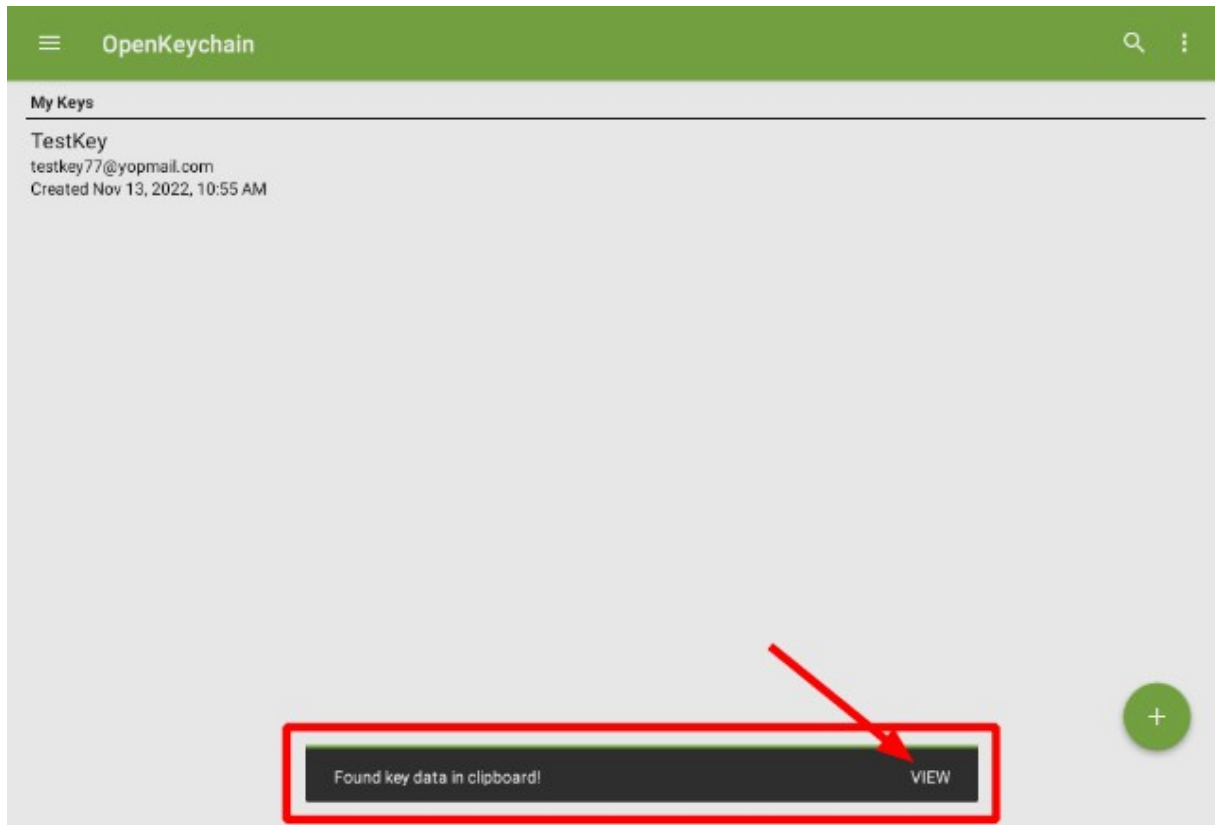 OpenKeychain
My Keys
TestKey
testkey77@yopmail.com
Created Nov 13, 2022, 10:55 AM
Found key data in clipboard! VIEW